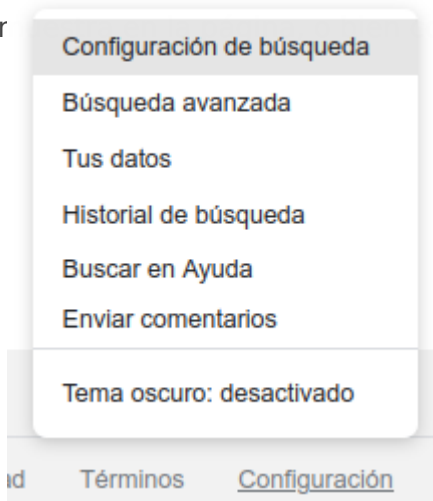 Configuración de búsqueda
Búsqueda avanzada
Tus datos
Historial de búsqueda
Buscar en Ayuda
Enviar comentarios
Tema oscuro: desactivado
Términos Configuración